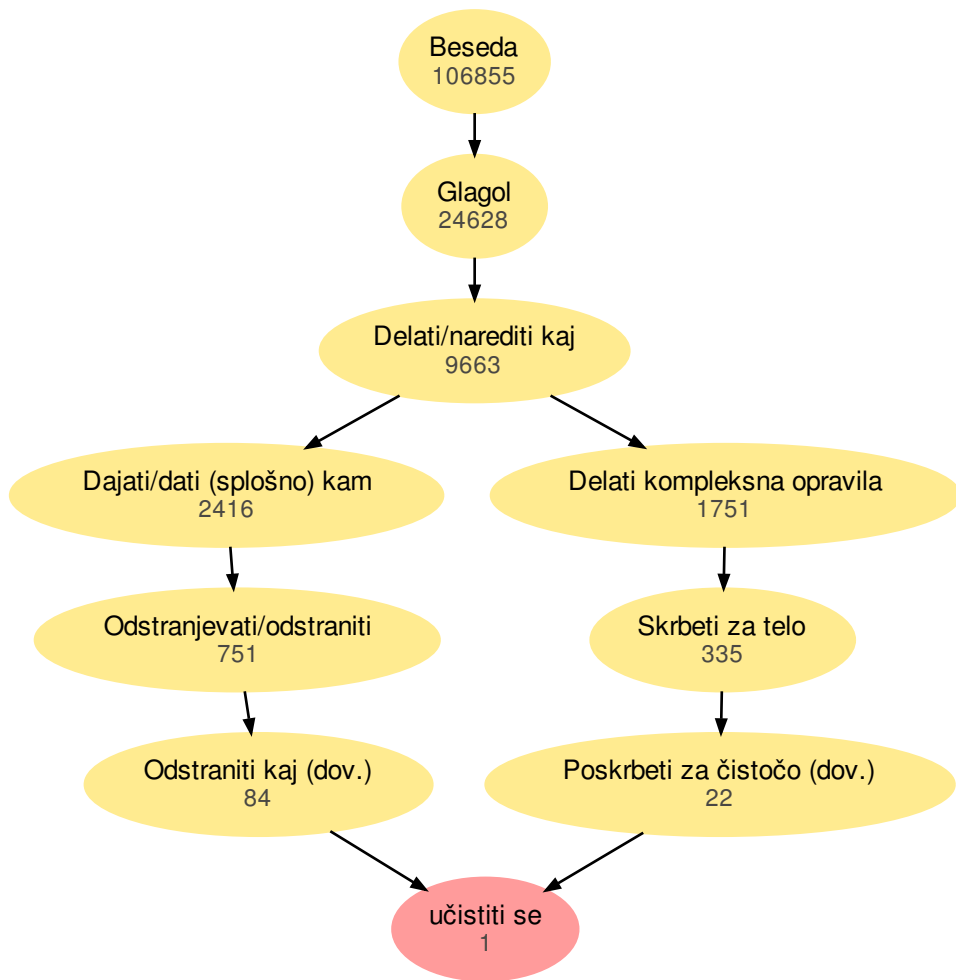 Beseda
106855
Glagol
24628
Delati/narediti kaj
9663
Dajati/dati (splošno) kam
2416
Delati kompleksna opravila
1751
Odstranjevati/odstraniti
751
Skrbeti za telo
335
Odstraniti kaj (dov.)
84
Poskrbeti za čistočo (dov.)
22
učistiti se
1